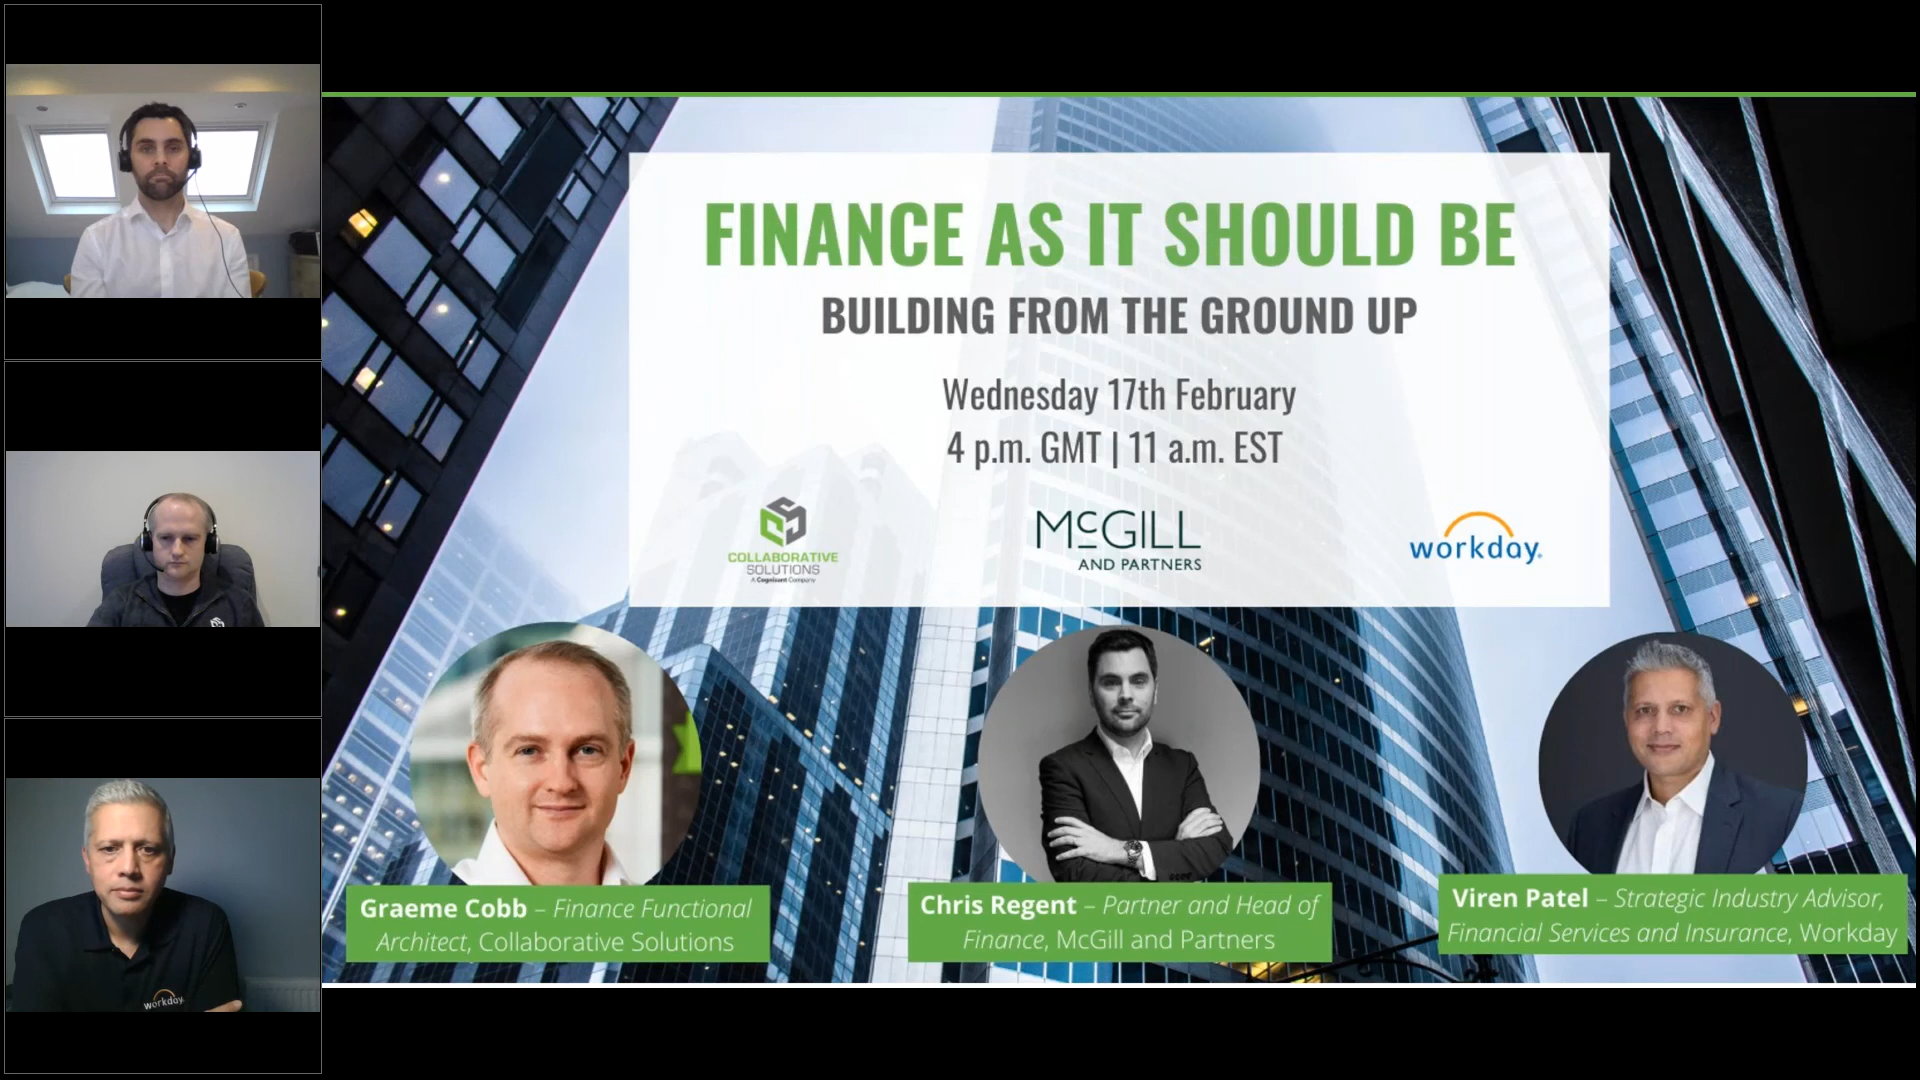 FINANCE AS IT SHOULD BE
BUILDING FROM THE GROUND UP
Wednesday 17th February
4 p.m. GMT | 11 a.m. EST
COLLABORATIVE
SOLUTIONS
A Cognizant Company
McGILL
AND PARTNERS
workday.
Graeme Cobb – Finance Functional
Architect, Collaborative Solutions
Chris Regent – Partner and Head of
Finance, McGill and Partners
Viren Patel – Strategic Industry Advisor,
Financial Services and Insurance, Workday
workday.